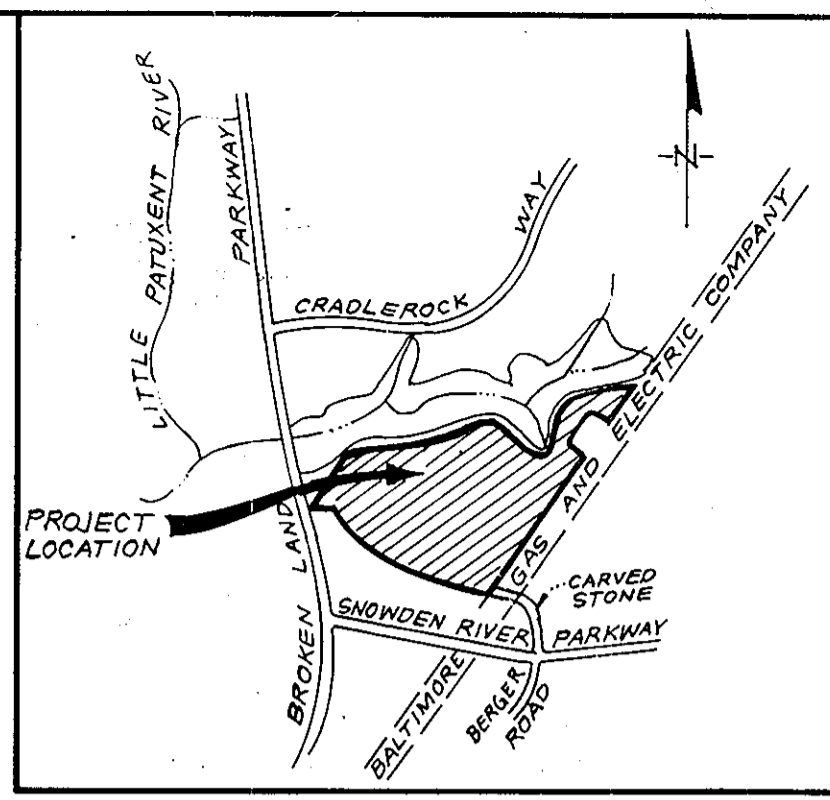 LITTLE PATUXENT RIVER
PARKWAY
WAY
CRADLEROCK
N
BALTIMORE GAS AND ELECTRIC COMPANY
PROJECT
LOCATION
BROKEN LAND
CARVED
STONE
SNOWDEN RIVER PARKWAY
BERGER
ROAD